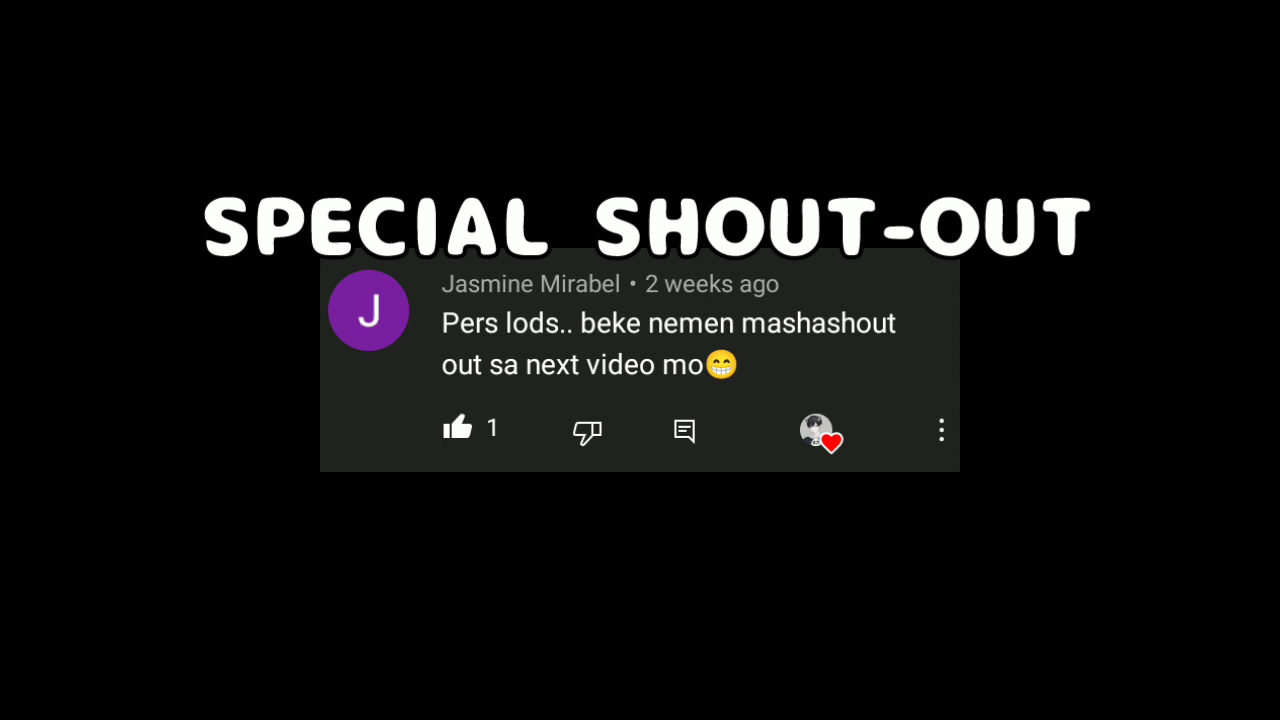 SPECIAL SHOUT-OUT
J
Jasmine Mirabel • 2 weeks ago
Pers lods.. beke nemen mashashout
out sa next video mo😁
1